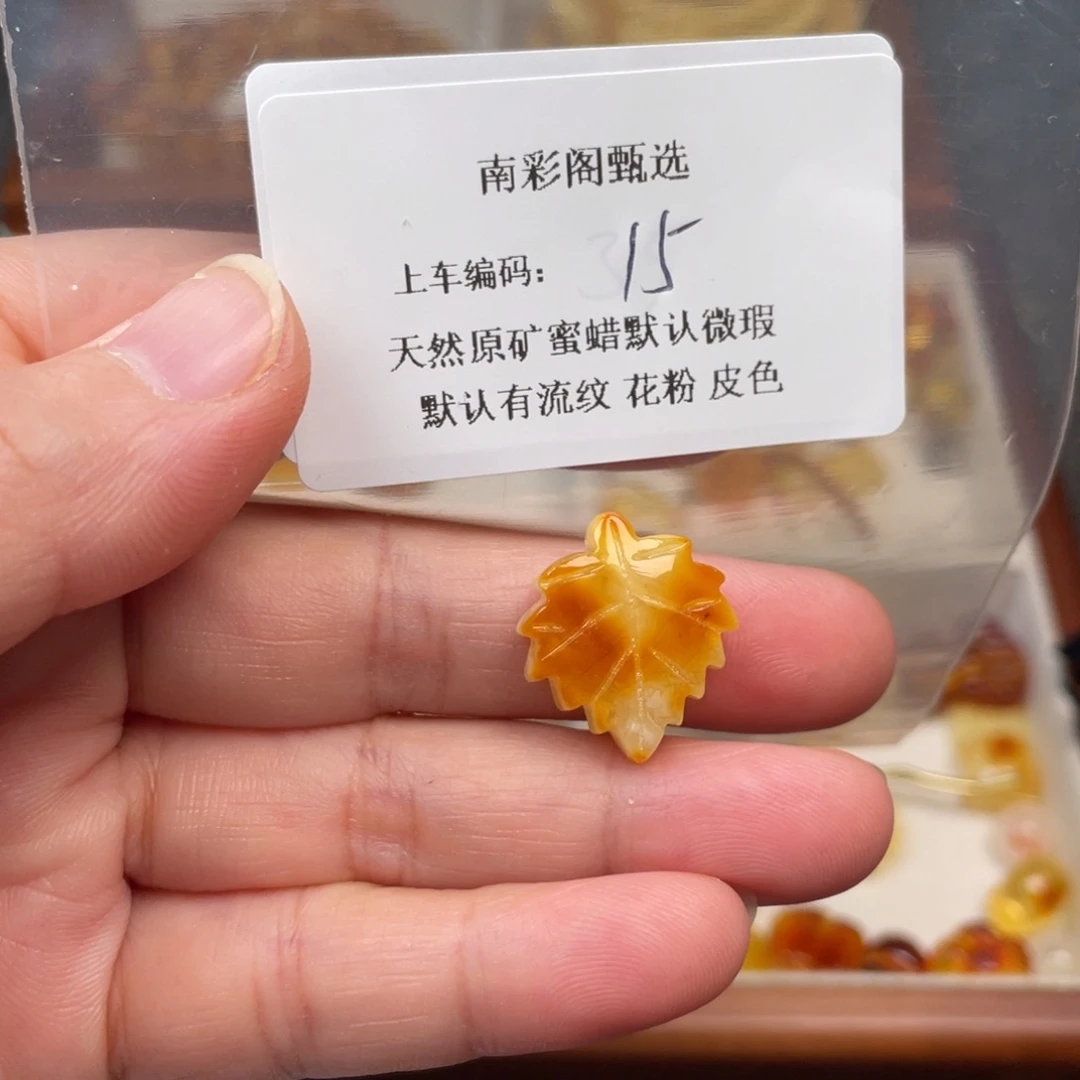 南彩阁甄选
上车编码: 15
天然原矿蜜蜡默认微瑕
默认有流纹 花粉 皮色